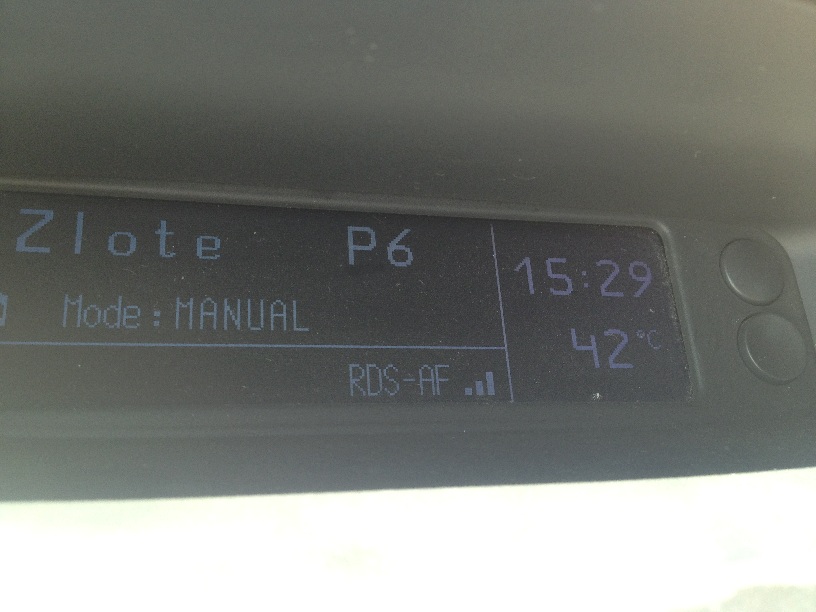 Zlote P6
Mode: MANUAL
RDS-AF
15:29
42°C